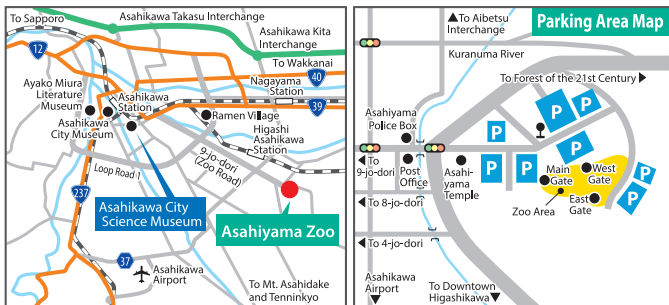 To Sapporo
Asahikawa Takasu Interchange
Asahikawa Kita
Interchange
To Wakkanai
12
40
39
Nagayama
Station
Ayako Miura
Literature
Museum
Asahikawa
Station
Asahikawa
City Museum
Ramen Village
Higashi
Asahikawa
Station
9-jo-dori
(Zoo Road)
Loop Road 1
237
Asahikawa City
Science Museum
Asahiyama Zoo
37
Asahikawa
Airport
To Mt. Asahidake
and Tenninkyo
Parking Area Map
▲To Aibetsu
Interchange
Kuranuma River
To Forest of the 21st Century ▶
Asahiyama
Police Box
P
P
P
P
P
P
P
P
◀To
9-jo-dori
Post
Office
Asahi-
yama
Temple
Main
Gate
West
Gate
Zoo Area
East
Gate
◀To 8-jo-dori
◀To 4-jo-dori
Asahikawa
Airport
▼
To Downtown
Higashikawa▼